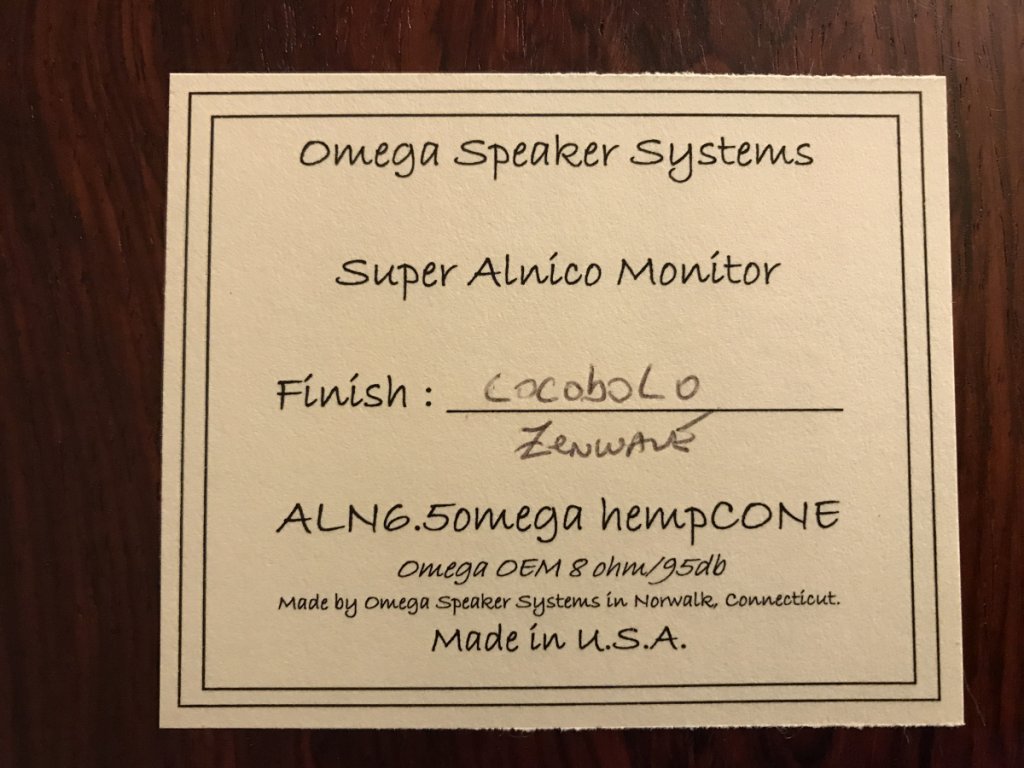 Omega Speaker Systems
Super Alnico Monitor
Finish : Cocobolo
Zenwave
ALN6.5omega hempCONE
Omega OEM 8 ohm/95db
Made by Omega Speaker Systems in Norwalk, Connecticut.
Made in U.S.A.